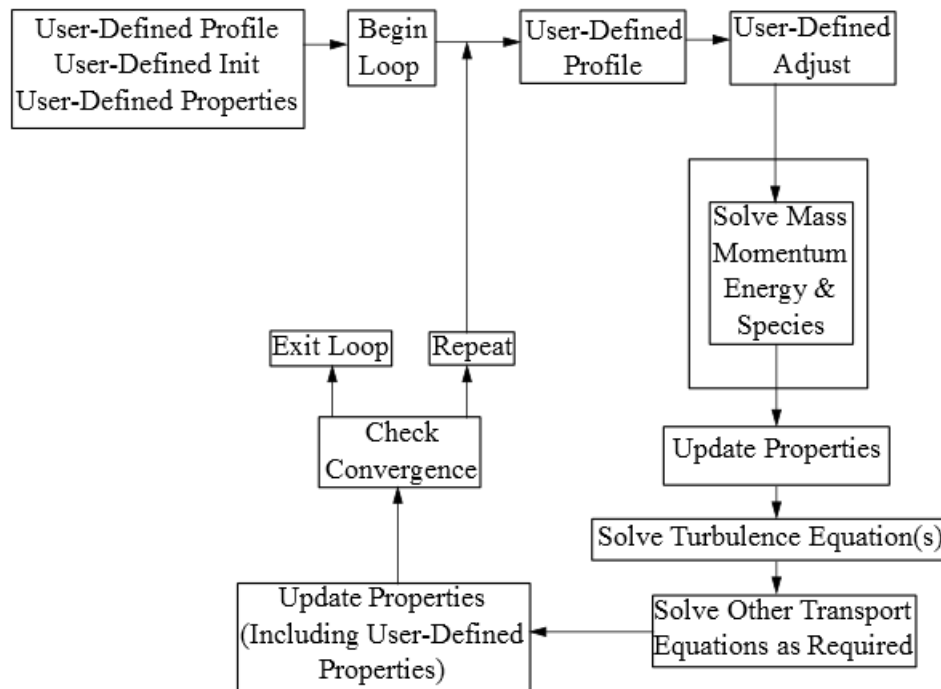 User-Defined Profile
User-Defined Init
User-Defined Properties
Begin
Loop
User-Defined
Profile
User-Defined
Adjust
Solve Mass
Momentum
Energy &
Species
Exit Loop
Repeat
Check
Convergence
Update Properties
Solve Turbulence Equation(s)
Update Properties
(Including User-Defined
Properties)
Solve Other Transport
Equations as Required